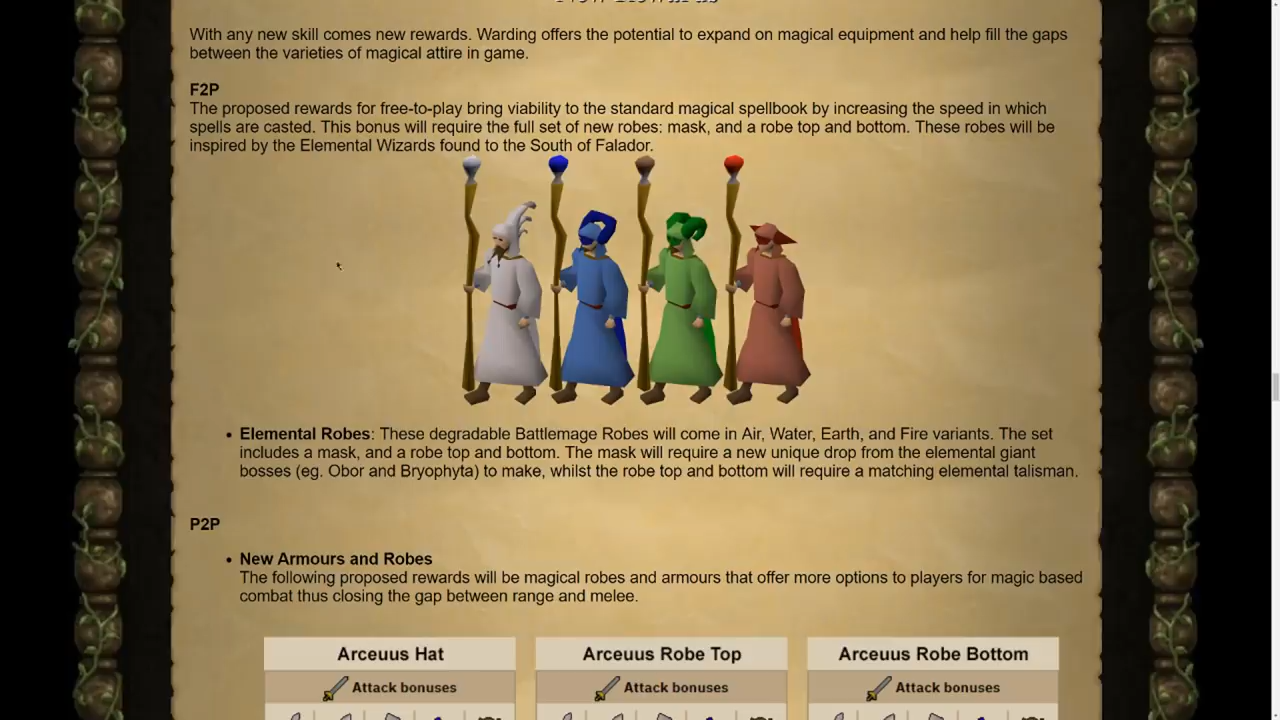 With any new skill comes new rewards. Warding offers the potential to expand on magical equipment and help fill the gaps
between the varieties of magical attire in game.
F2P
The proposed rewards for free-to-play bring viability to the standard magical spellbook by increasing the speed in which
spells are casted. This bonus will require the full set of new robes: mask, and a robe top and bottom. These robes will be
inspired by the Elemental Wizards found to the South of Falador.
• Elemental Robes: These degradable Battlemage Robes will come in Air, Water, Earth, and Fire variants. The set
includes a mask, and a robe top and bottom. The mask will require a new unique drop from the elemental giant
bosses (eg. Obor and Bryophyta) to make, whilst the robe top and bottom will require a matching elemental talisman.
P2P
• New Armours and Robes
The following proposed rewards will be magical robes and armours that offer more options to players for magic based
combat thus closing the gap between range and melee.
Arceuus Hat
Arceuus Robe Top
Arceuus Robe Bottom
Attack bonuses
Attack bonuses
Attack bonuses